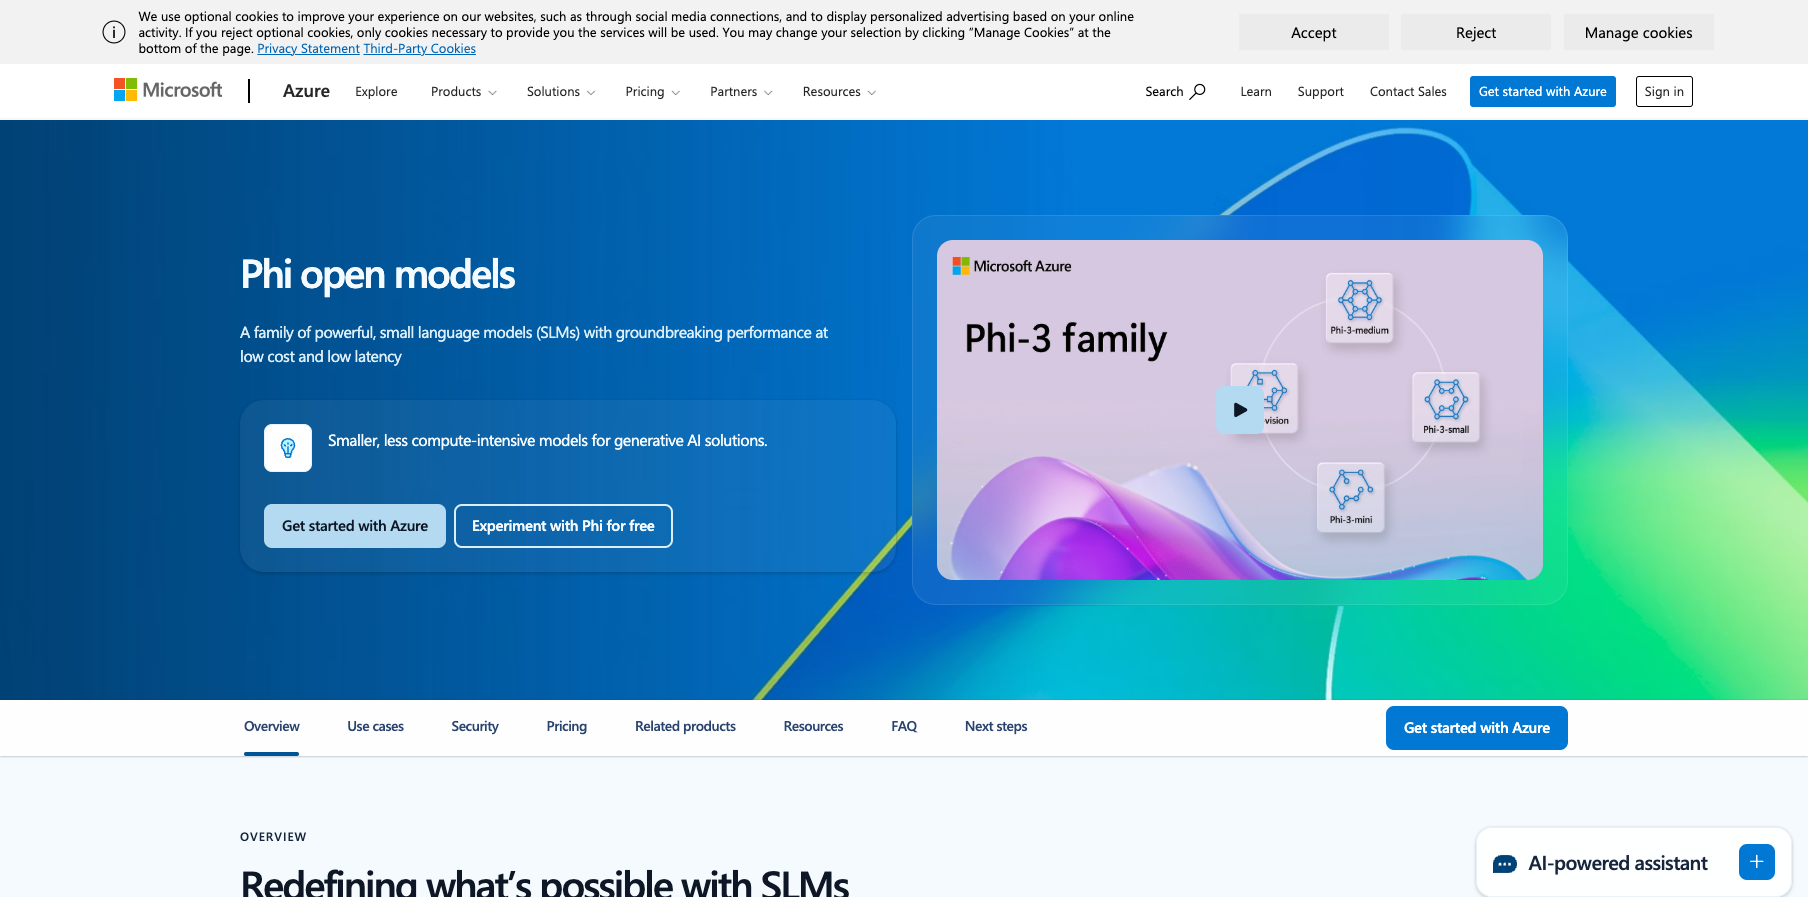 We use optional cookies to improve your experience on our websites, such as through social media connections, and to display personalized advertising based on your online
activity. If you reject optional cookies, only cookies necessary to provide you the services will be used. You may change your selection by clicking "Manage Cookies" at the
bottom of the page. Privacy Statement Third-Party Cookies
Accept
Reject
Manage cookies
Microsoft
Azure
Explore
Products
Solutions
Pricing
Partners
Resources
Search
Learn
Support
Contact Sales
Get started with Azure
Sign in
Phi open models
A family of powerful, small language models (SLMs) with groundbreaking performance at
low cost and low latency
Smaller, less compute-intensive models for generative AI solutions.
Get started with Azure
Experiment with Phi for free
Microsoft Azure
Phi-3 family
Phi-3-medium
vision
Phi-3-small
Phi-3-mini
Overview
Use cases
Security
Pricing
Related products
Resources
FAQ
Next steps
Get started with Azure
OVERVIEW
Redefining what's possible with SLMs
AI-powered assistant